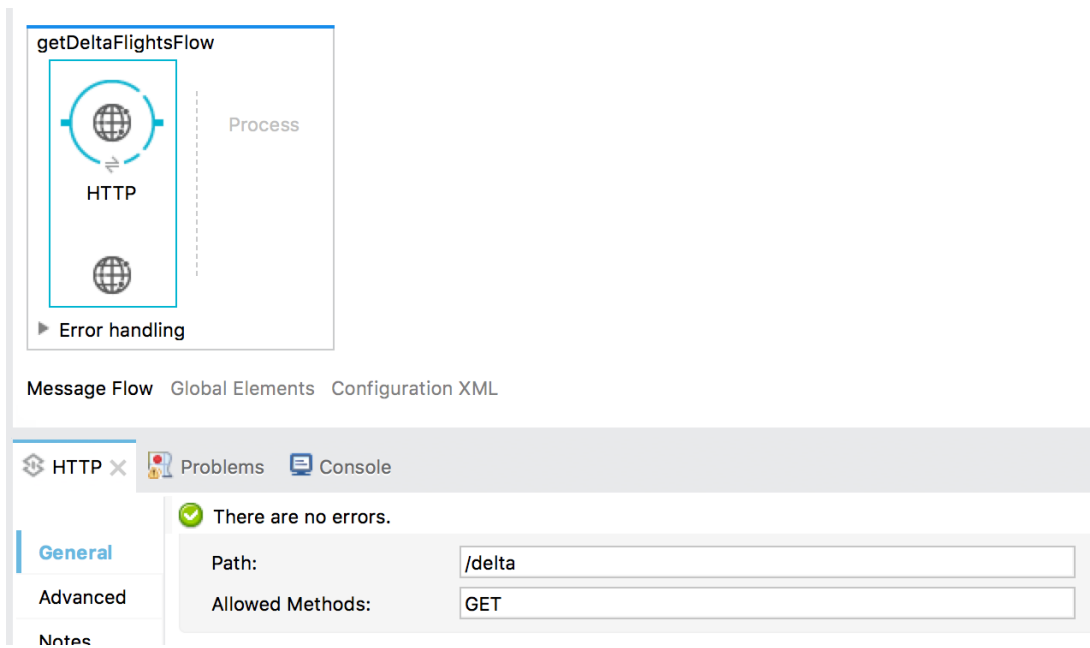 getDeltaFlightsFlow
Process
HTTP
Error handling
Message Flow Global Elements Configuration XML
HTTP Problems Console
There are no errors.
General
Path: /delta
Advanced
Allowed Methods: GET
Notes